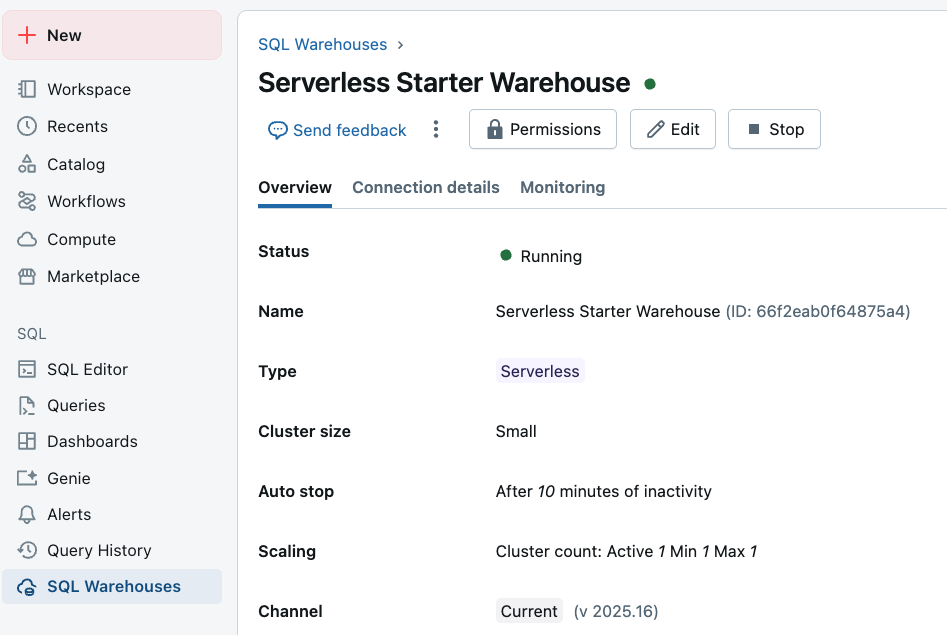 New
Workspace
Recents
Catalog
Workflows
Compute
Marketplace
SQL
SQL Editor
Queries
Dashboards
Genie
Alerts
Query History
SQL Warehouses
SQL Warehouses ›
Serverless Starter Warehouse
Send feedback Permissions Edit Stop
Overview Connection details Monitoring
Status Running
Name Serverless Starter Warehouse (ID: 66f2eab0f64875a4)
Type Serverless
Cluster size Small
Auto stop After 10 minutes of inactivity
Scaling Cluster count: Active 1 Min 1 Max 1
Channel Current (v 2025.16)